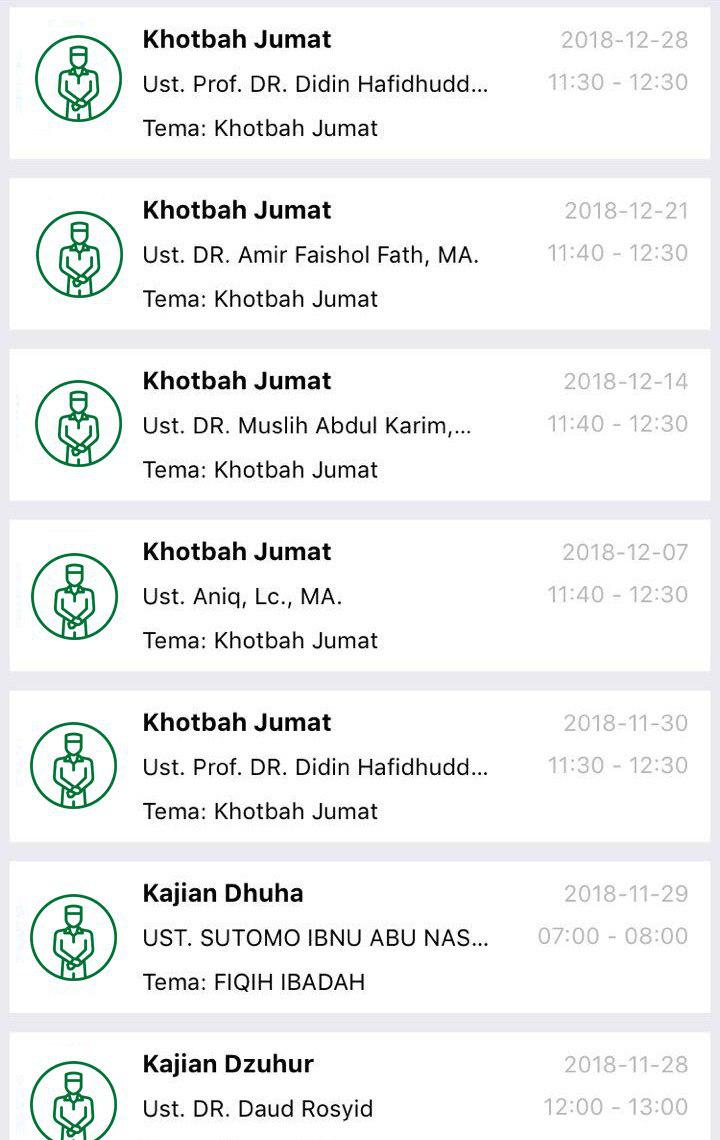 Khotbah Jumat 2018-12-28
Ust. Prof. DR. Didin Hafidhudd... 11:30 - 12:30
Tema: Khotbah Jumat
Khotbah Jumat 2018-12-21
Ust. DR. Amir Faishol Fath, MA. 11:40 - 12:30
Tema: Khotbah Jumat
Khotbah Jumat 2018-12-14
Ust. DR. Muslih Abdul Karim,... 11:40 - 12:30
Tema: Khotbah Jumat
Khotbah Jumat 2018-12-07
Ust. Aniq, Lc., MA. 11:40 - 12:30
Tema: Khotbah Jumat
Khotbah Jumat 2018-11-30
Ust. Prof. DR. Didin Hafidhudd... 11:30 - 12:30
Tema: Khotbah Jumat
Kajian Dhuha 2018-11-29
UST. SUTOMO IBNU ABU NAS... 07:00 - 08:00
Tema: FIQIH IBADAH
Kajian Dzuhur 2018-11-28
Ust. DR. Daud Rosyid 12:00 - 13:00